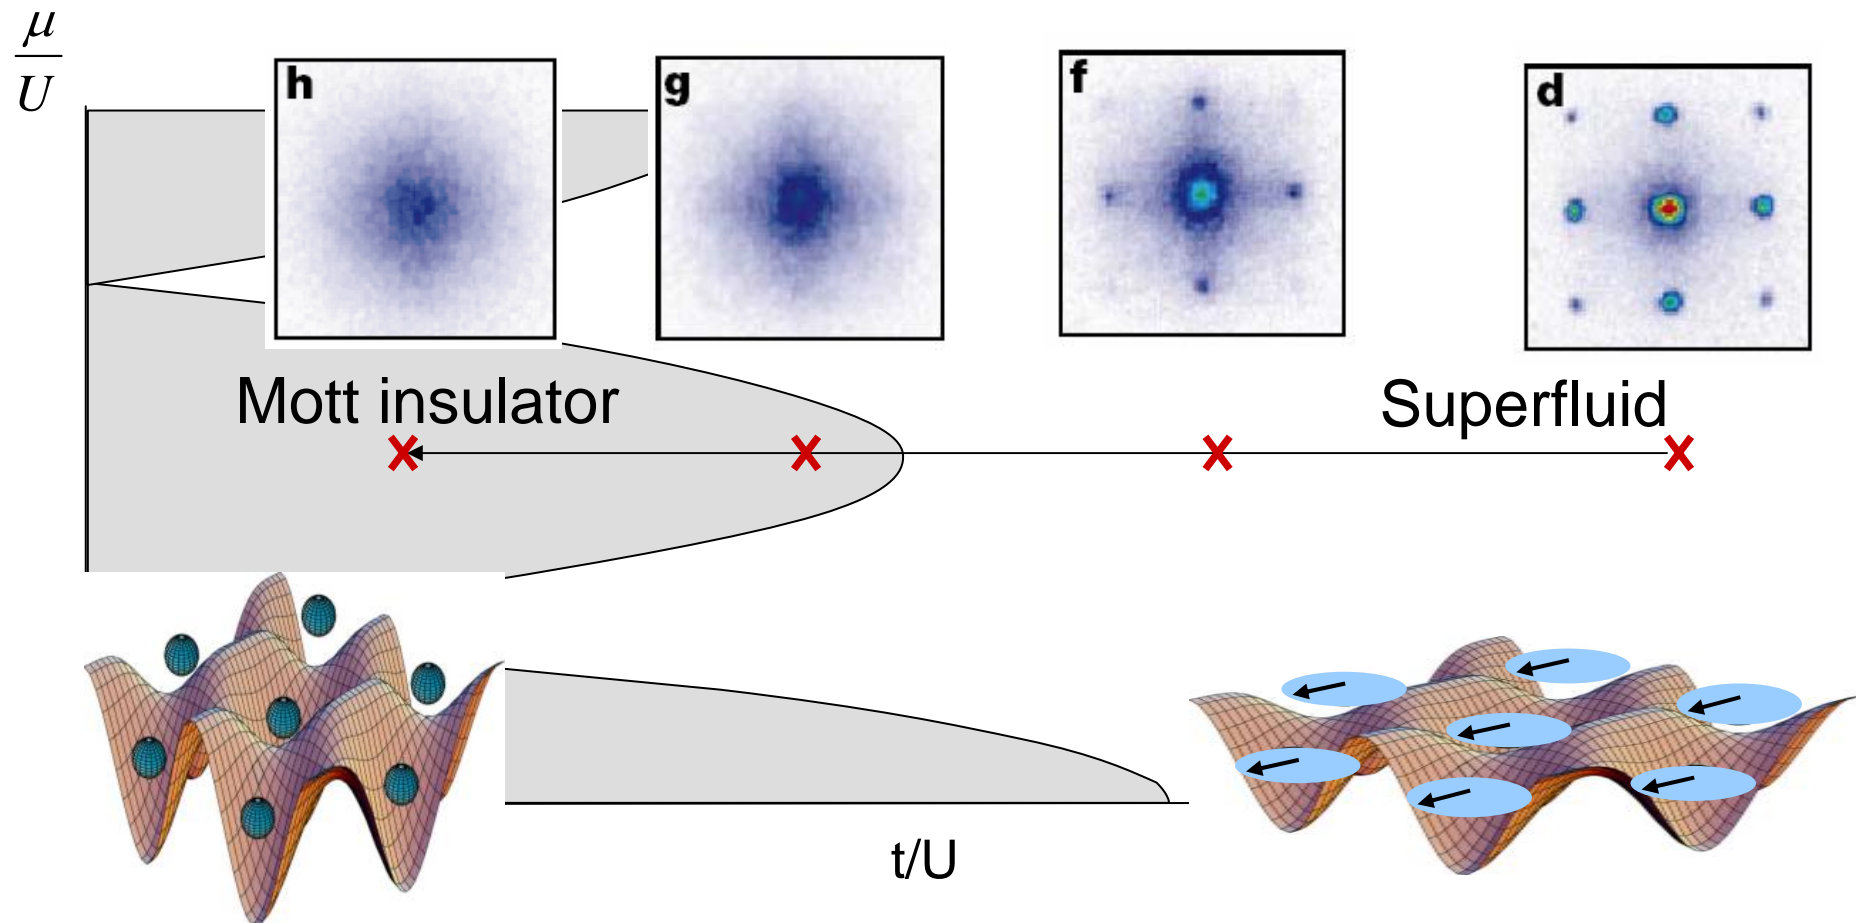 μ
U
h
g
f
d
Mott insulator
Superfluid
t/U